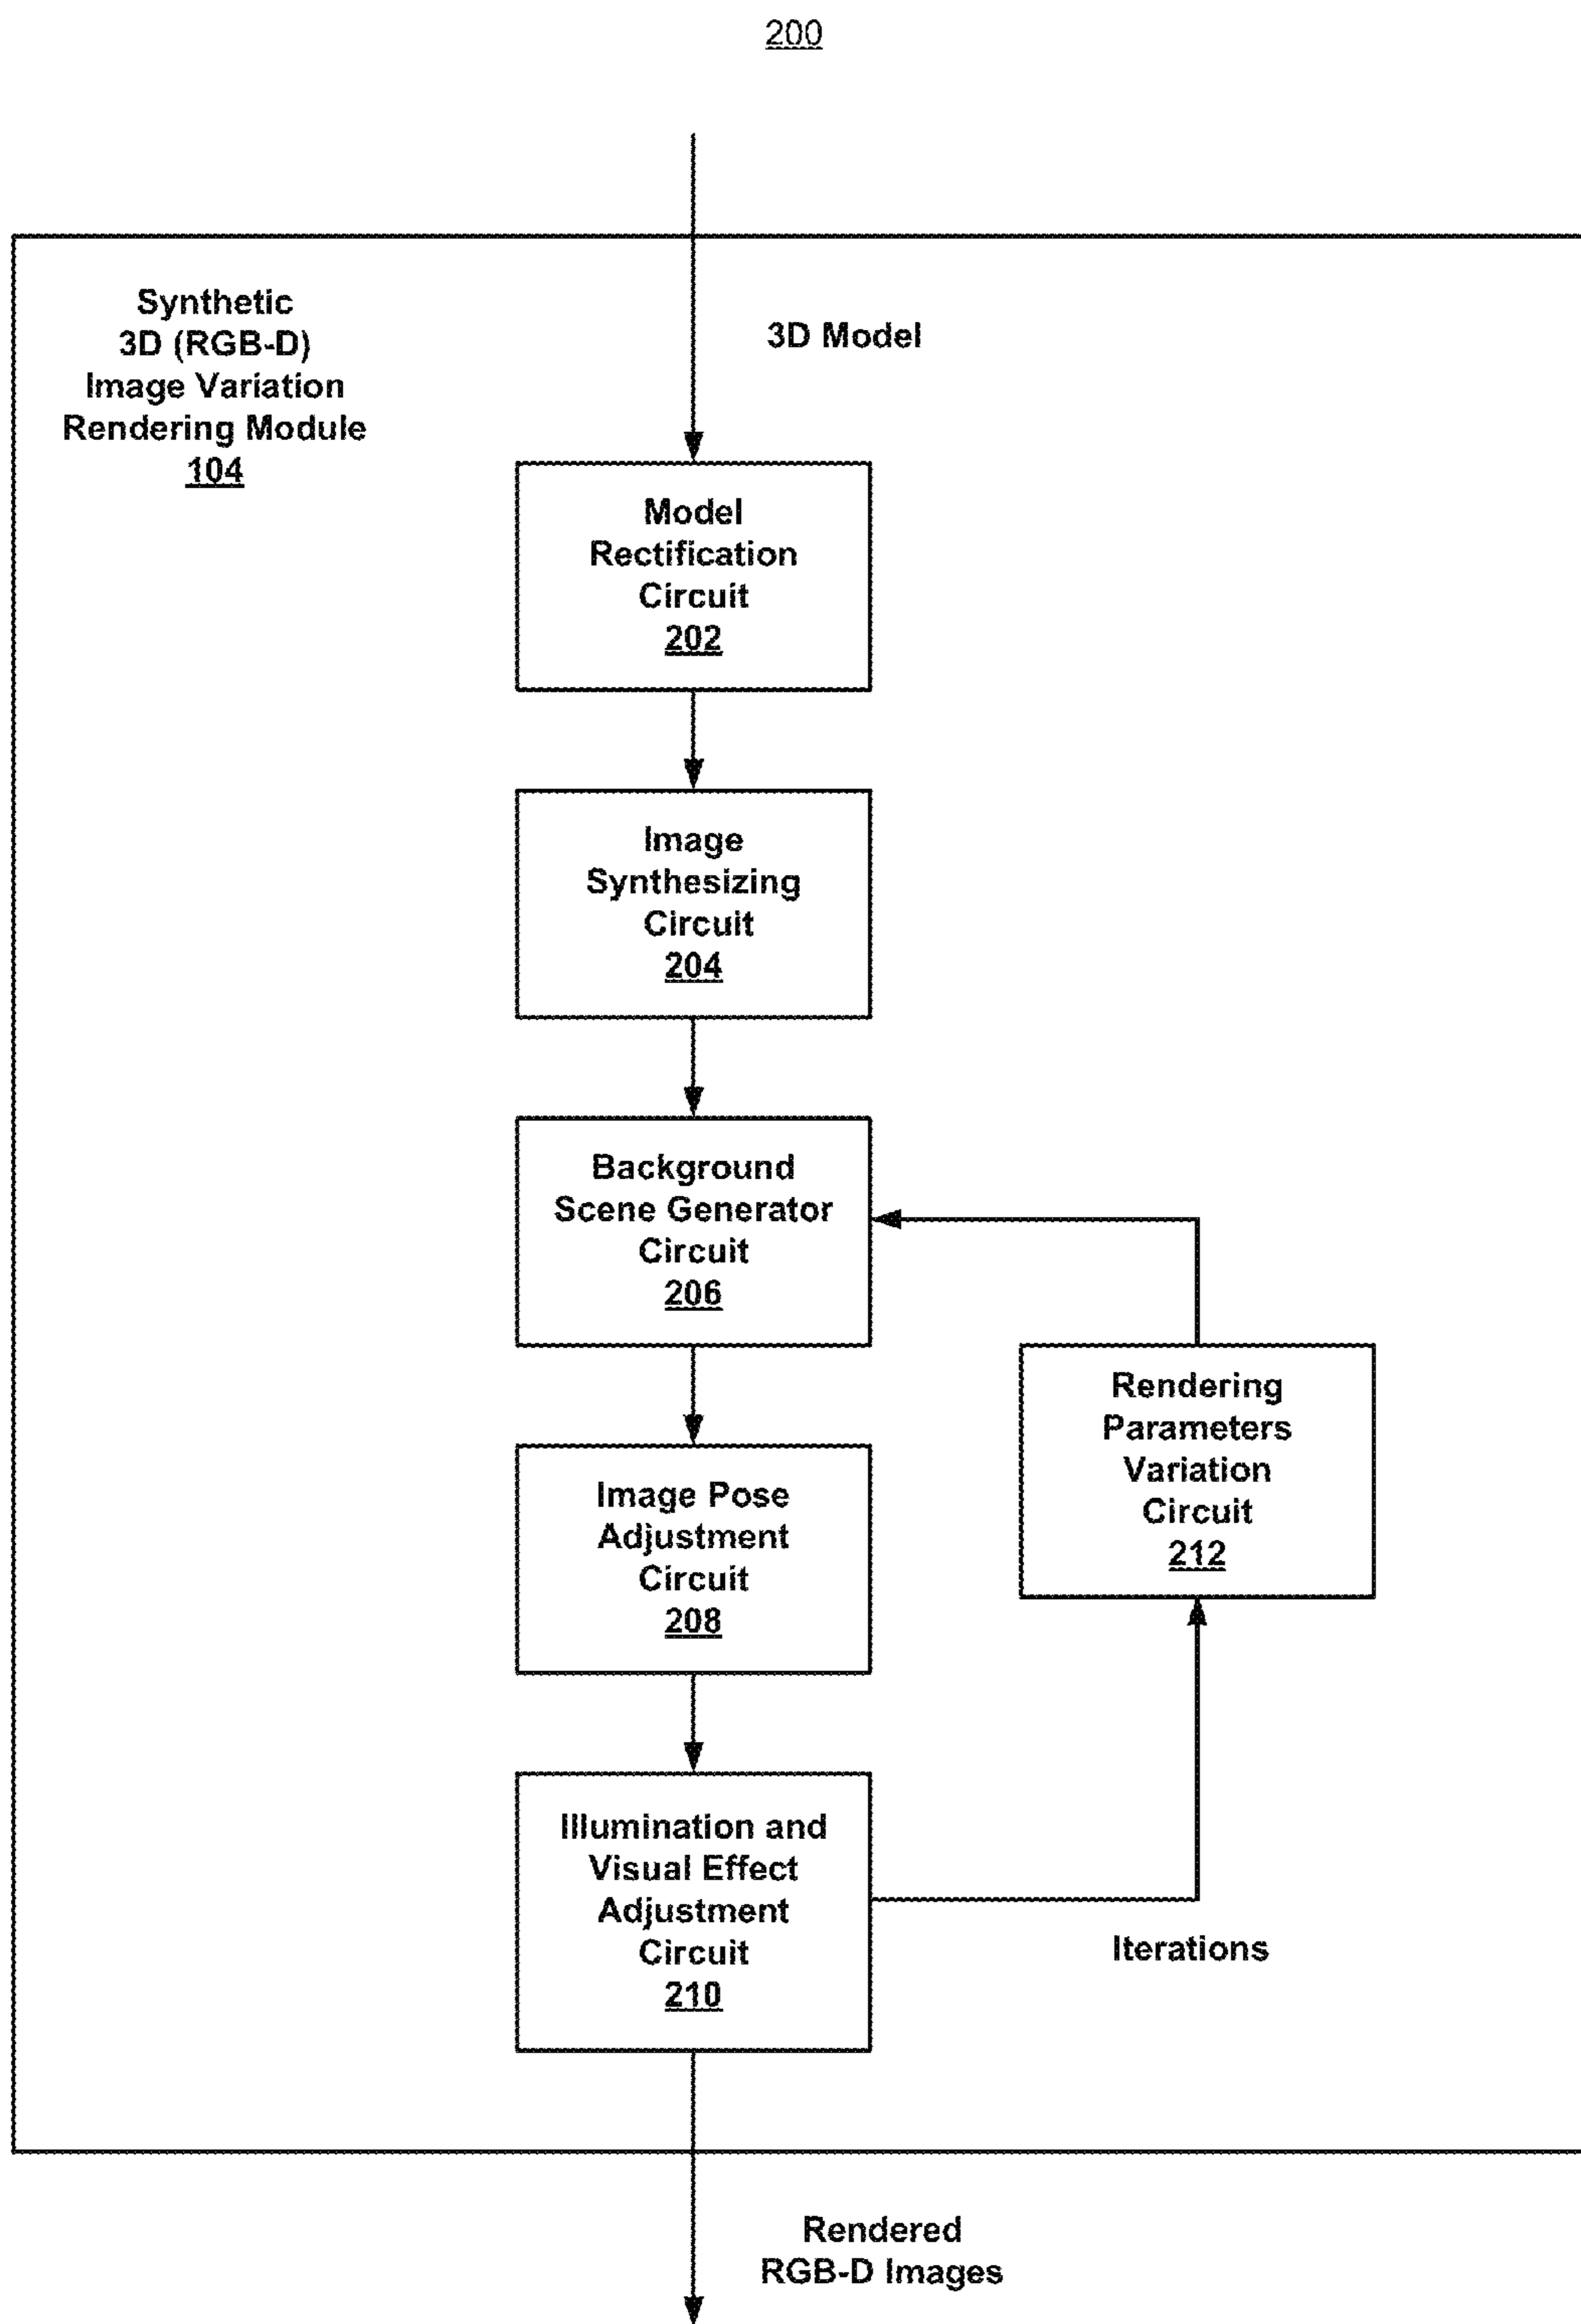 200
Synthetic
3D (RGB-D)
Image Variation
Rendering Module
104
3D Model
Model
Rectification
Circuit
202
Image
Synthesizing
Circuit
204
Background
Scene Generator
Circuit
206
Rendering
Parameters
Variation
Circuit
212
Image Pose
Adjustment
Circuit
208
Illumination and
Visual Effect
Adjustment
Circuit
210
Iterations
Rendered
RGB-D Images